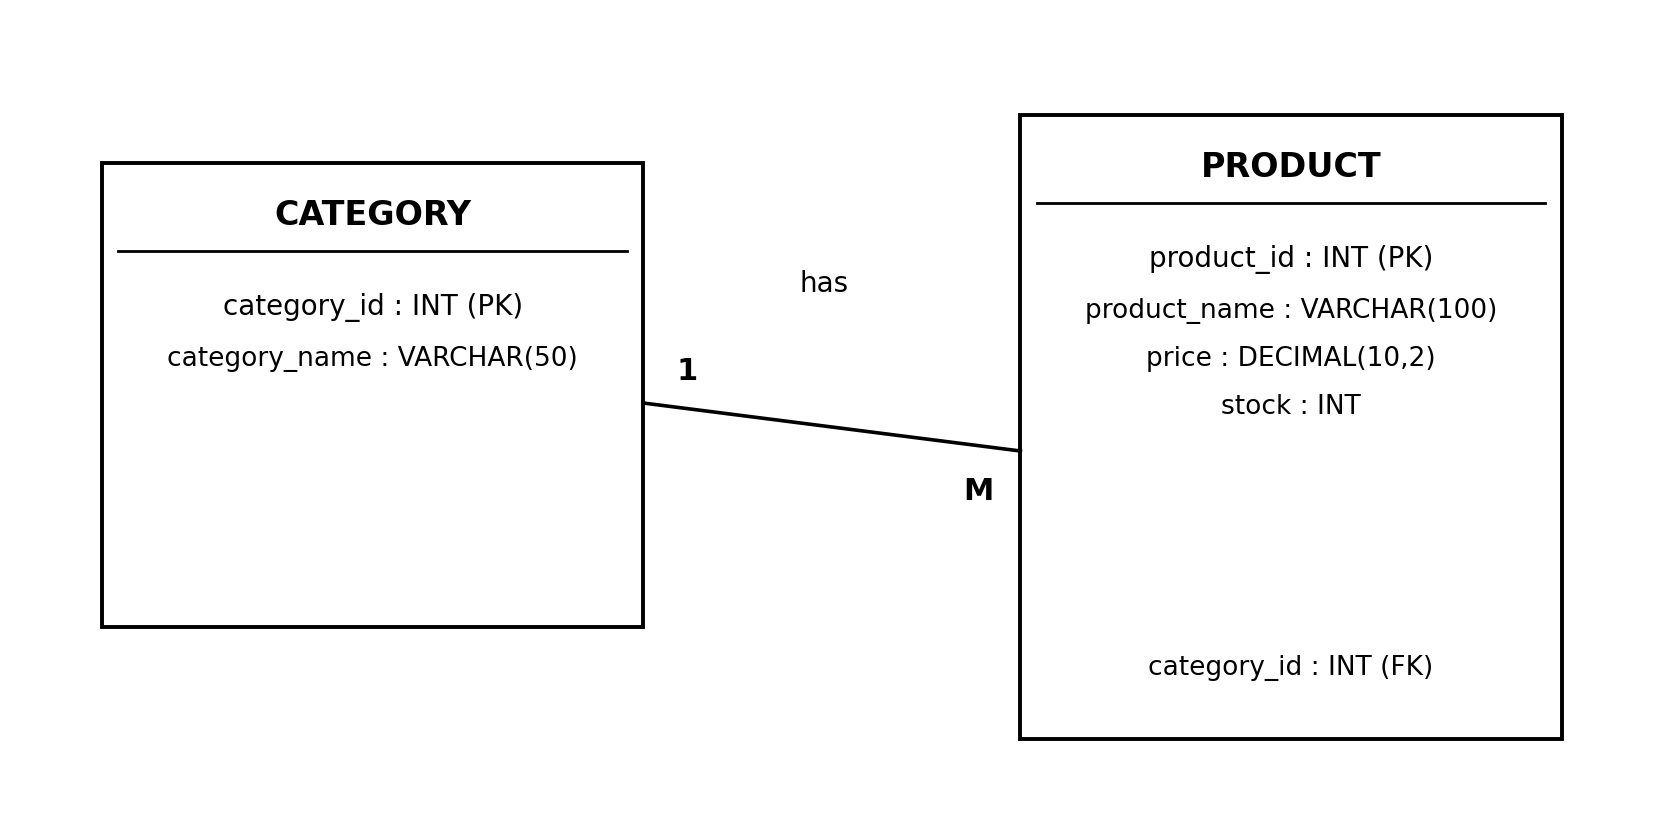 CATEGORY
category_id : INT (PK)
category_name : VARCHAR(50)
has
1
M
PRODUCT
product_id : INT (PK)
product_name : VARCHAR(100)
price : DECIMAL(10,2)
stock : INT
category_id : INT (FK)